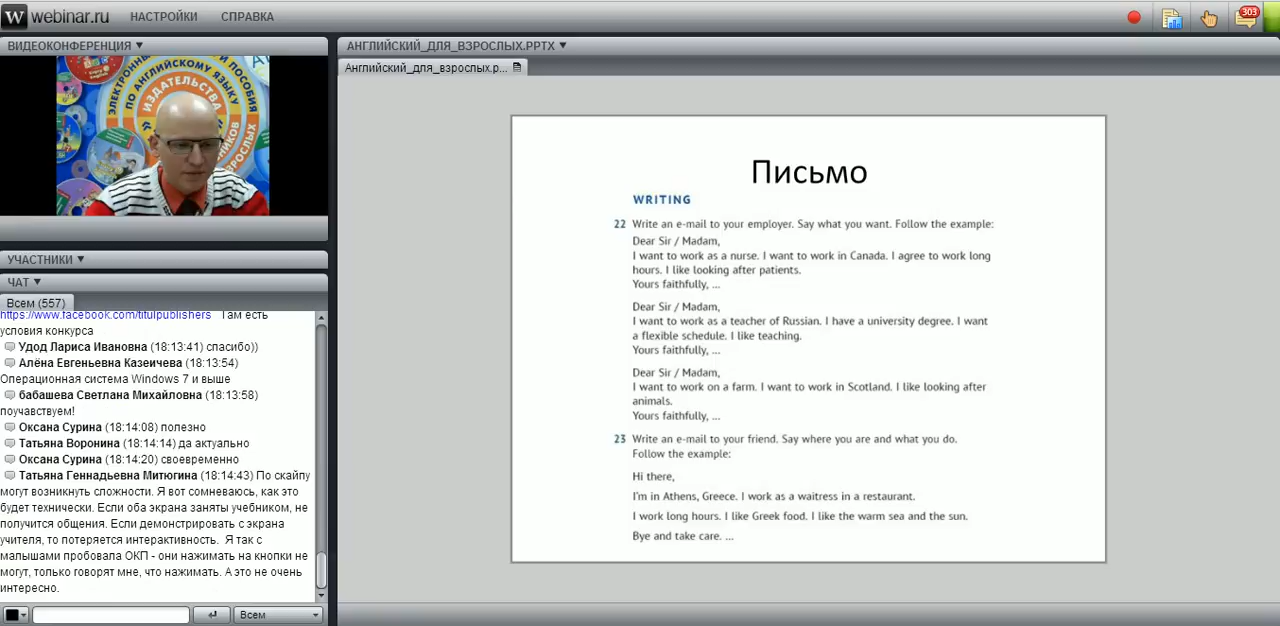 W webinar.ru НАСТРОЙКИ СПРАВКА
303
ВИДЕОКОНФЕРЕНЦИЯ
ЭЛЕКТРОННЫЕ ПОСОБИЯ
ПО АНГЛИЙСКОМУ ЯЗЫКУ
ИЗДАТЕЛЬСТВА
УЧАСТНИКИ
ЧАТ
Всем (557)
https://www.facebook.com/titulpublishers Там есть
условия конкурса
Удод Лариса Ивановна (18:13:41) спасибо))
Алёна Евгеньевна Казеичева (18:13:54)
Операционная система Windows 7 и выше
бабашева Светлана Михайловна (18:13:58)
поучавствуем!
Оксана Сурина (18:14:08) полезно
Татьяна Воронина (18:14:14) да актуально
Оксана Сурина (18:14:20) своевременно
Татьяна Геннадьевна Митюгина (18:14:43) По скайпу
могут возникнуть сложности. Я вот сомневаюсь, как это
будет технически. Если оба экрана заняты учебником, не
получится общения. Если демонстрировать с экрана
учителя, то потеряется интерактивность. Я так с
малышами пробовала ОКП - они нажимать на кнопки не
могут, только говорят мне, что нажимать. А это не очень
интересно.
Всем
АНГЛИЙСКИЙ_ДЛЯ_ВЗРОСЛЫХ.PPTX
Английский_для_взрослых.p...
Письмо
WRITING
22 Write an e-mail to your employer. Say what you want. Follow the example:
Dear Sir / Madam,
I want to work as a nurse. I want to work in Canada. I agree to work long
hours. I like looking after patients.
Yours faithfully, ...
Dear Sir / Madam,
I want to work as a teacher of Russian. I have a university degree. I want
a flexible schedule. I like teaching.
Yours faithfully, ...
Dear Sir / Madam,
I want to work on a farm. I want to work in Scotland. I like looking after
animals.
Yours faithfully, ...
23 Write an e-mail to your friend. Say where you are and what you do.
Follow the example:
Hi there,
I'm in Athens, Greece. I work as a waitress in a restaurant.
I work long hours. I like Greek food. I like the warm sea and the sun.
Bye and take care. ...